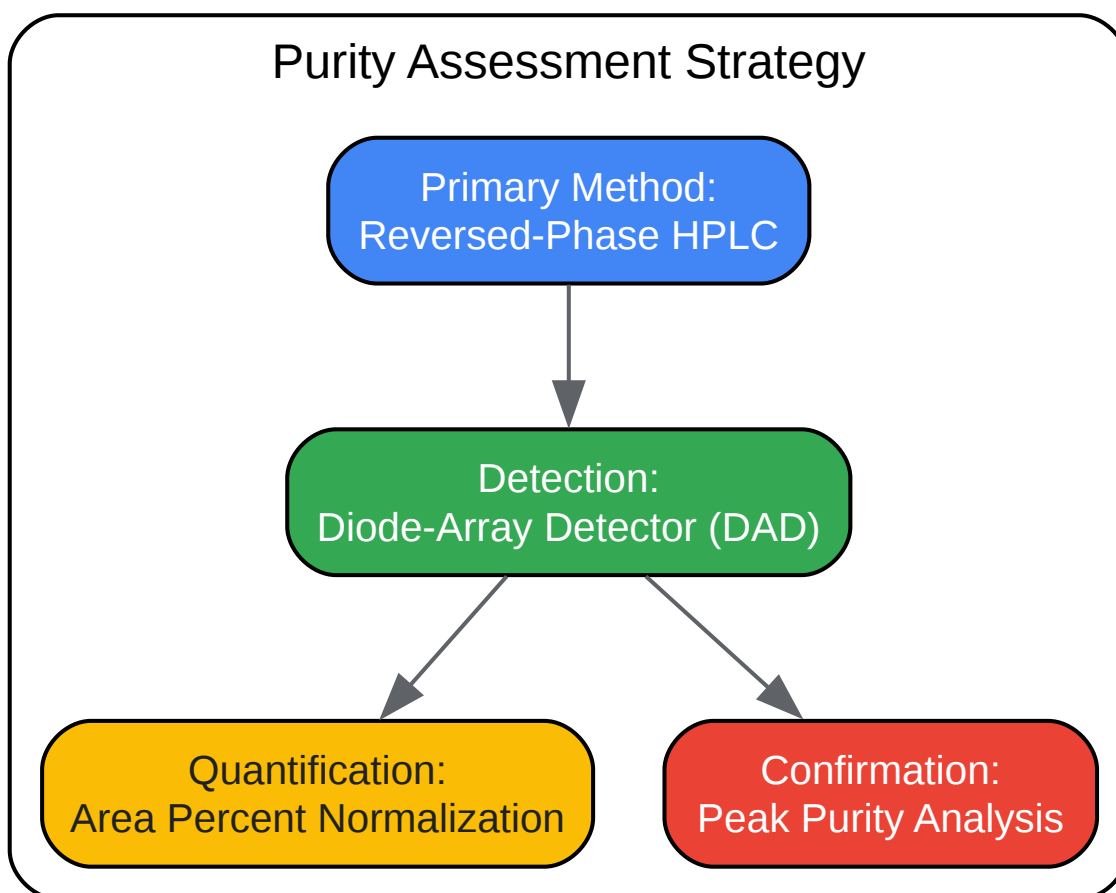 Purity Assessment Strategy
Primary Method:
Reversed-Phase HPLC
Detection:
Diode-Array Detector (DAD)
Quantification:
Area Percent Normalization
Confirmation:
Peak Purity Analysis